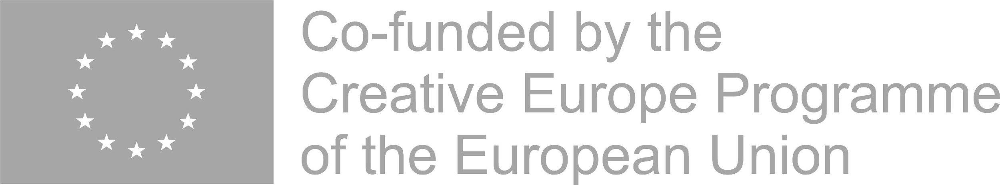 Co-funded by the
Creative Europe Programme
of the European Union